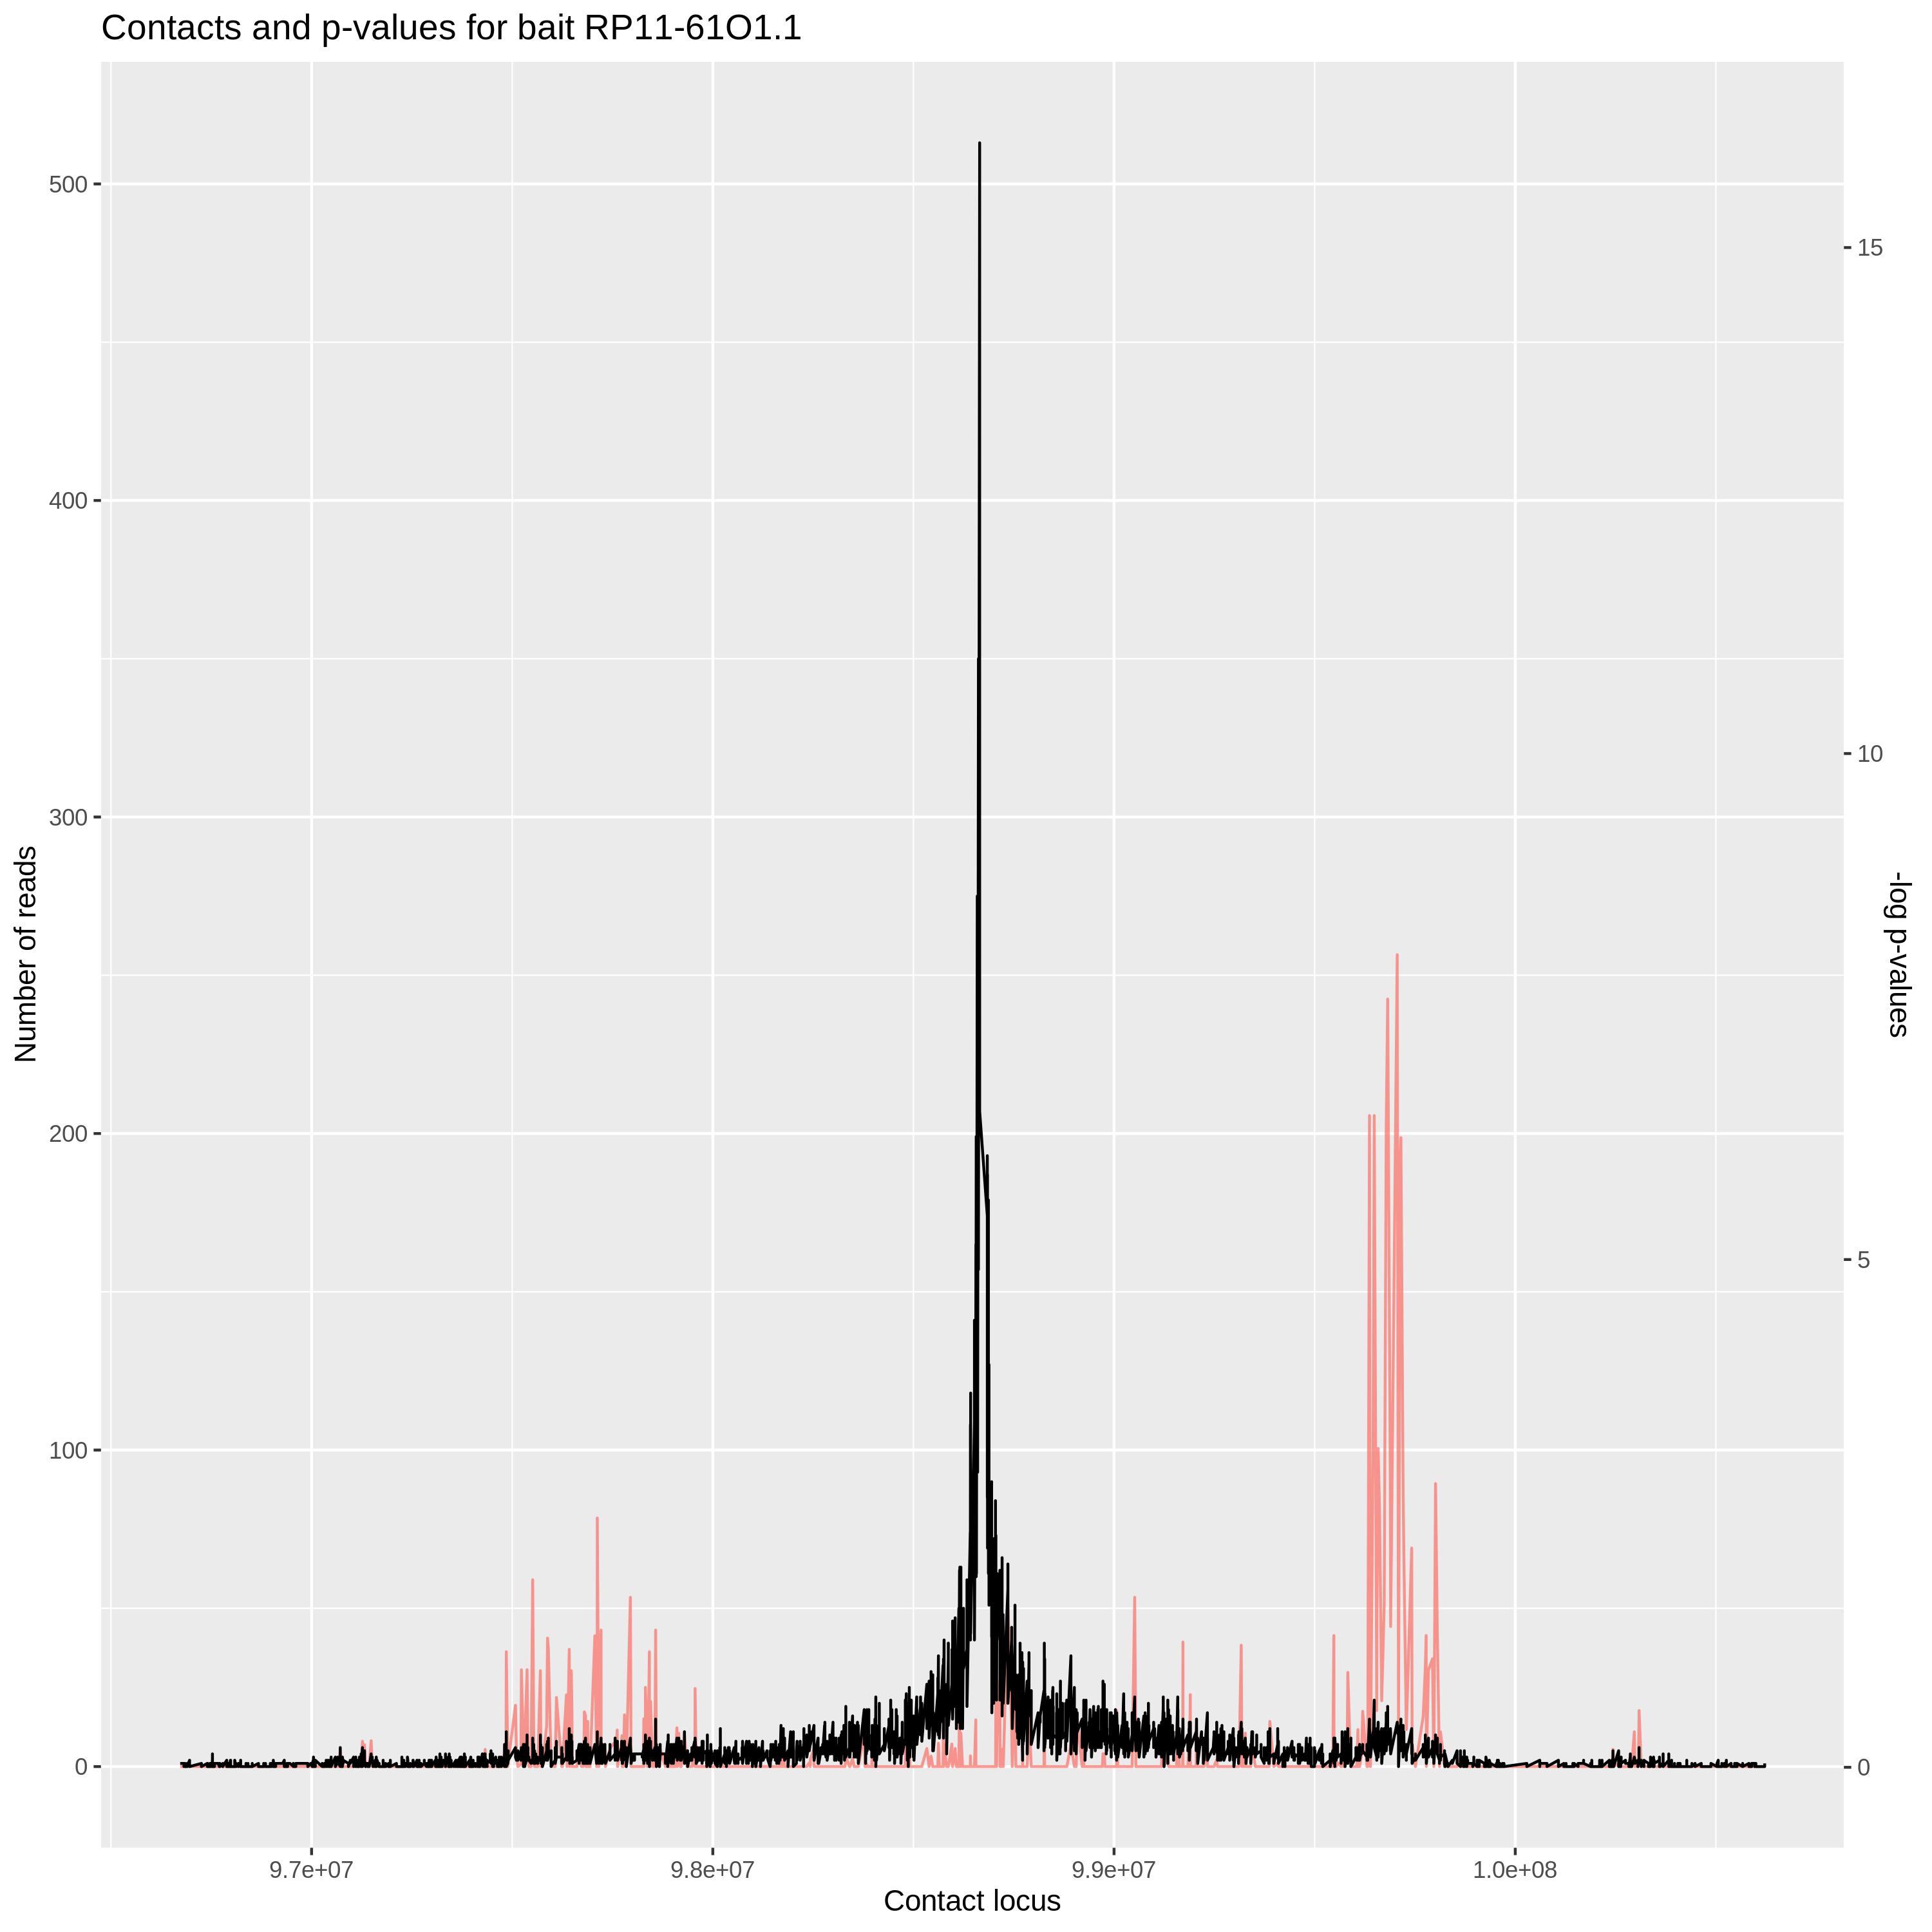 Contacts and p-values for bait RP11-61O1.1
500
400
300
200
100
0
Number of reads
15
10
5
0
-log p-values
9.7e+07
9.8e+07
9.9e+07
1.0e+08
Contact locus